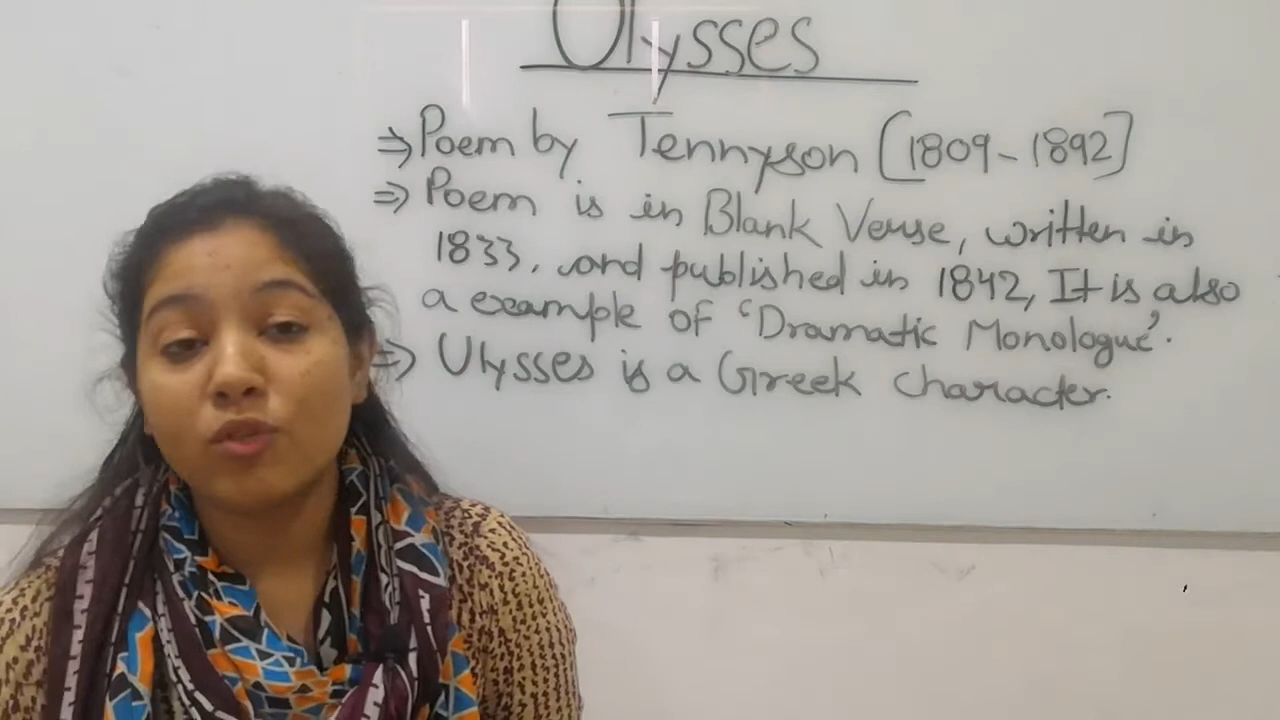 Ulysses
⇒ Poem by Tennyson [1809-1892]
⇒ Poem is in Blank Verse, written in
1833, and published in 1842, It is also
a example of 'Dramatic Monologue'.
⇒ Ulysses is a Greek character.